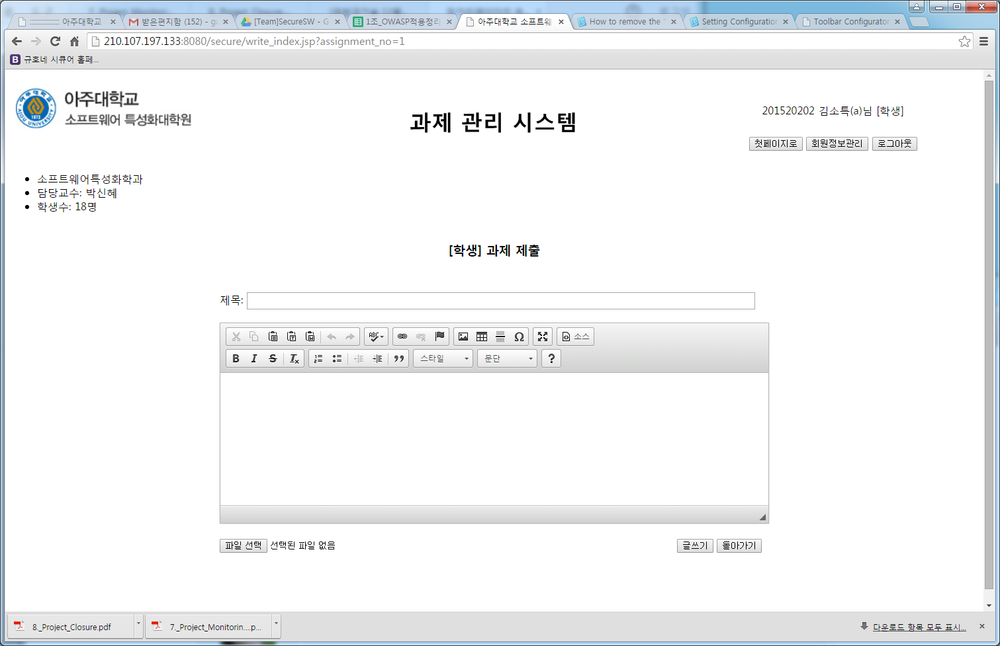 :::::::::::::::: 아주대학교
받은편지함 (152) - ga
[Team]SecureSW - G
1조_OWASP적용정리
아주대학교 소프트웨
How to remove the "
Setting Configuration
Toolbar Configurator
210.107.197.133:8080/secure/write_index.jsp?assignment_no=1
B 규호네 시큐어 홈페...
아주대학교
소프트웨어 특성화대학원
AJOU UNIVERSITY
1973
과제 관리 시스템
201520202 김소특(a)님 [학생]
첫페이지로 회원정보관리 로그아웃
소프트웨어특성화학과
담당교수: 박신혜
학생수: 18명
[학생] 과제 제출
제목:
ABC Ω 소스
B I S Tx 스타일 문단 ?
파일 선택 선택된 파일 없음 글쓰기 돌아가기
8._Project_Closure.pdf 7._Project_Monitorin....p... 다운로드 항목 모두 표시...